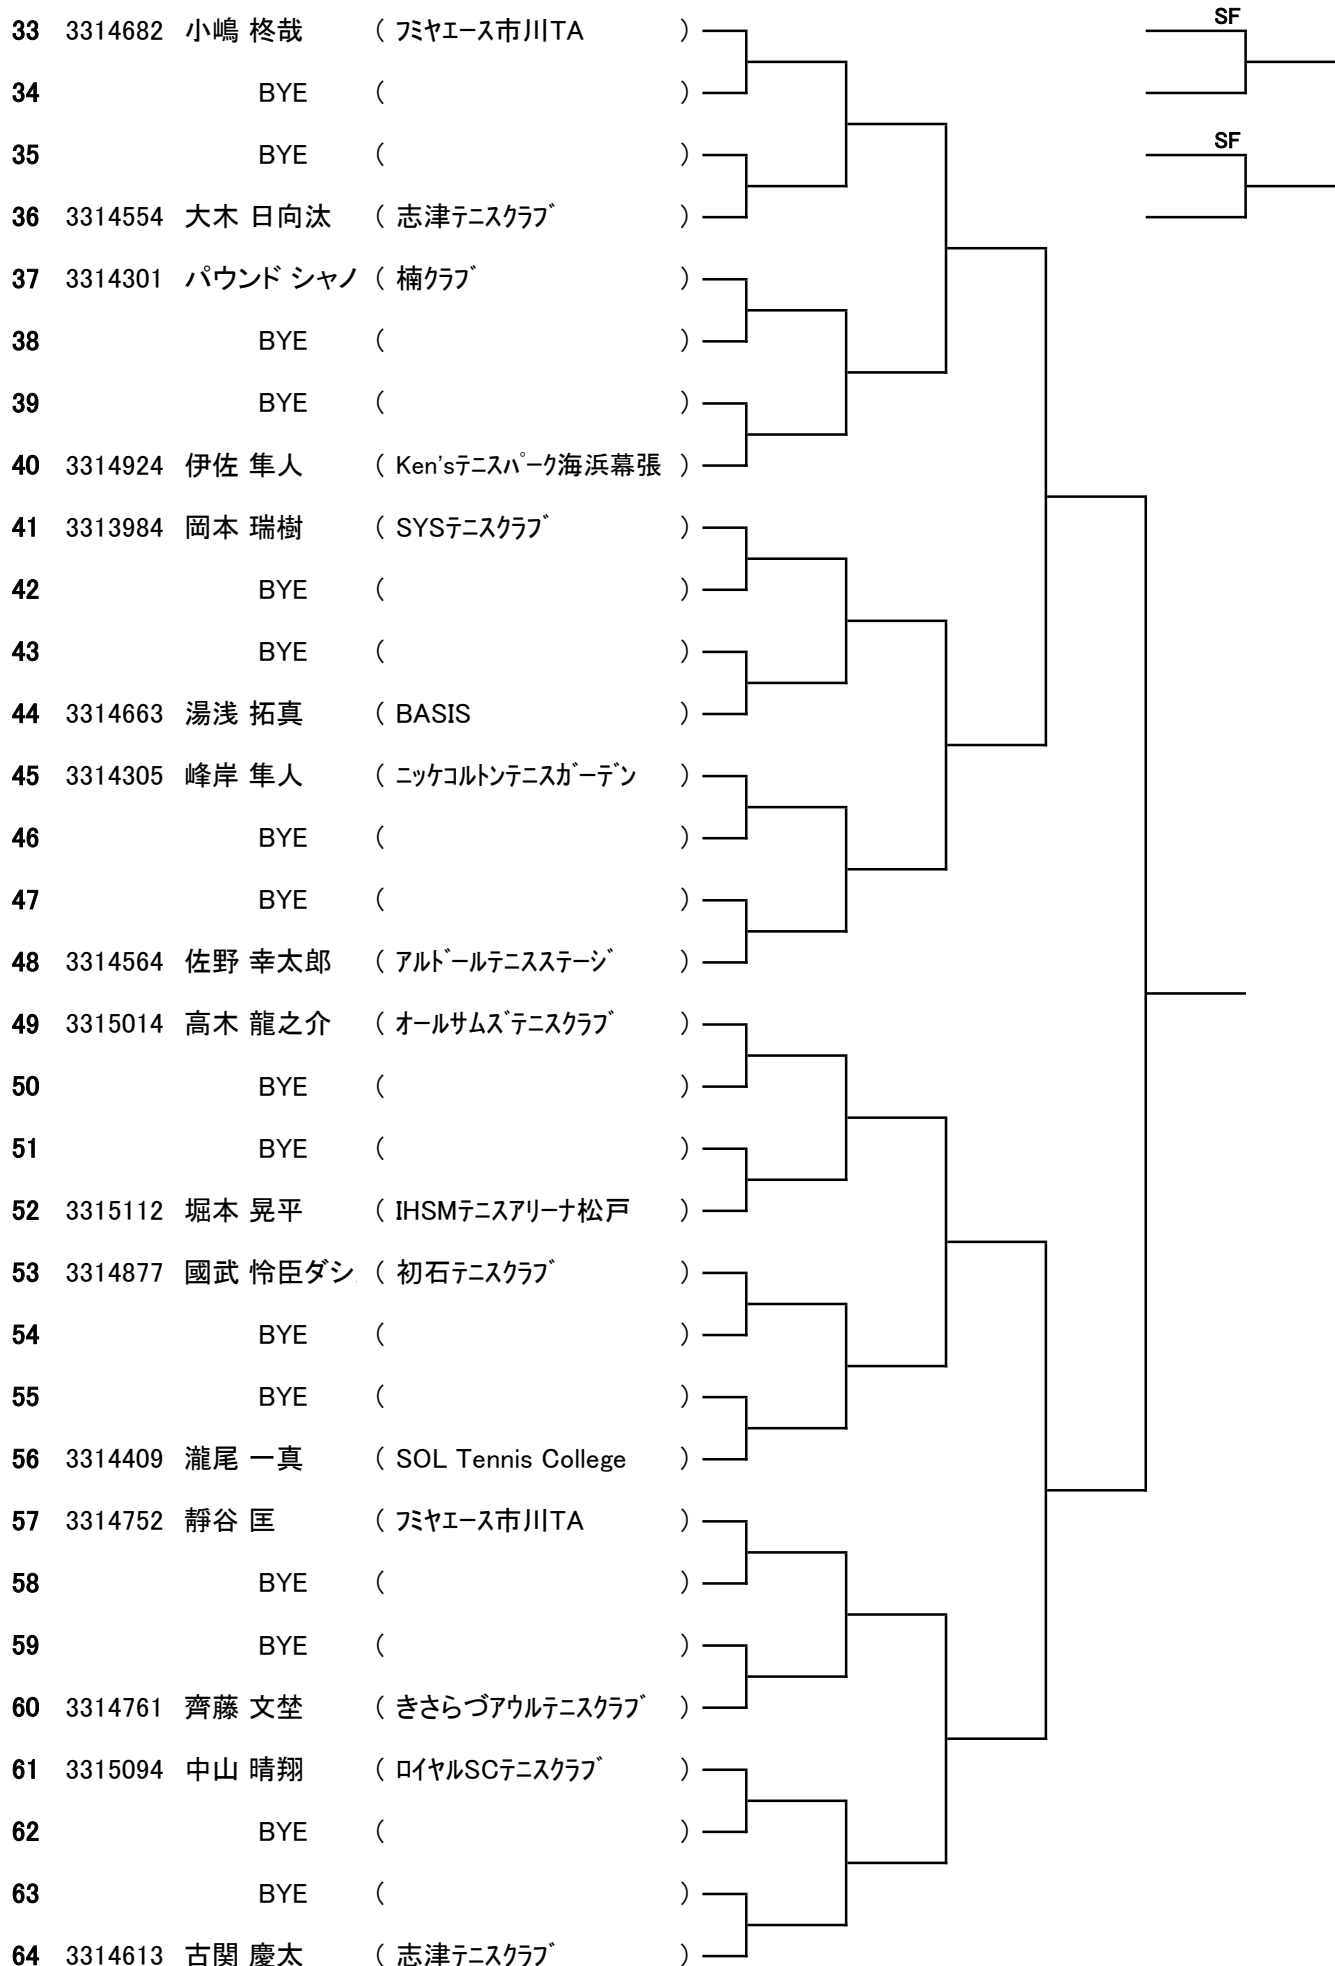 33 3314682 小嶋 柊哉 ( ﾌﾐﾔｴｰｽ市川TA ) SF
34 BYE ( )
35 BYE ( ) SF
36 3314554 大木 日向汰 ( 志津ﾃﾆｽｸﾗﾌﾞ )
37 3314301 パウンド シャノ ( 楠ｸﾗﾌﾞ )
38 BYE ( )
39 BYE ( )
40 3314924 伊佐 隼人 ( Ken'sﾃﾆｽﾊﾟｰｸ海浜幕張 )
41 3313984 岡本 瑞樹 ( SYSﾃﾆｽｸﾗﾌﾞ )
42 BYE ( )
43 BYE ( )
44 3314663 湯浅 拓真 ( BASIS )
45 3314305 峰岸 隼人 ( ﾆｯｹｺﾙﾄﾝﾃﾆｽｶﾞｰﾃﾞﾝ )
46 BYE ( )
47 BYE ( )
48 3314564 佐野 幸太郎 ( ｱﾙﾄﾞｰﾙﾃﾆｽｽﾃｰｼﾞ )
49 3315014 高木 龍之介 ( ｵｰﾙｻﾑｽﾞﾃﾆｽｸﾗﾌﾞ )
50 BYE ( )
51 BYE ( )
52 3315112 堀本 晃平 ( IHSMﾃﾆｽｱﾘｰﾅ松戸 )
53 3314877 國武 怜臣ダシ ( 初石ﾃﾆｽｸﾗﾌﾞ )
54 BYE ( )
55 BYE ( )
56 3314409 瀧尾 一真 ( SOL Tennis College )
57 3314752 靜谷 匡 ( ﾌﾐﾔｴｰｽ市川TA )
58 BYE ( )
59 BYE ( )
60 3314761 齊藤 文埜 ( きさらづｱｳﾙﾃﾆｽｸﾗﾌﾞ )
61 3315094 中山 晴翔 ( ﾛｲﾔﾙSCﾃﾆｽｸﾗﾌﾞ )
62 BYE ( )
63 BYE ( )
64 3314613 古関 慶太 ( 志津ﾃﾆｽｸﾗﾌﾞ )